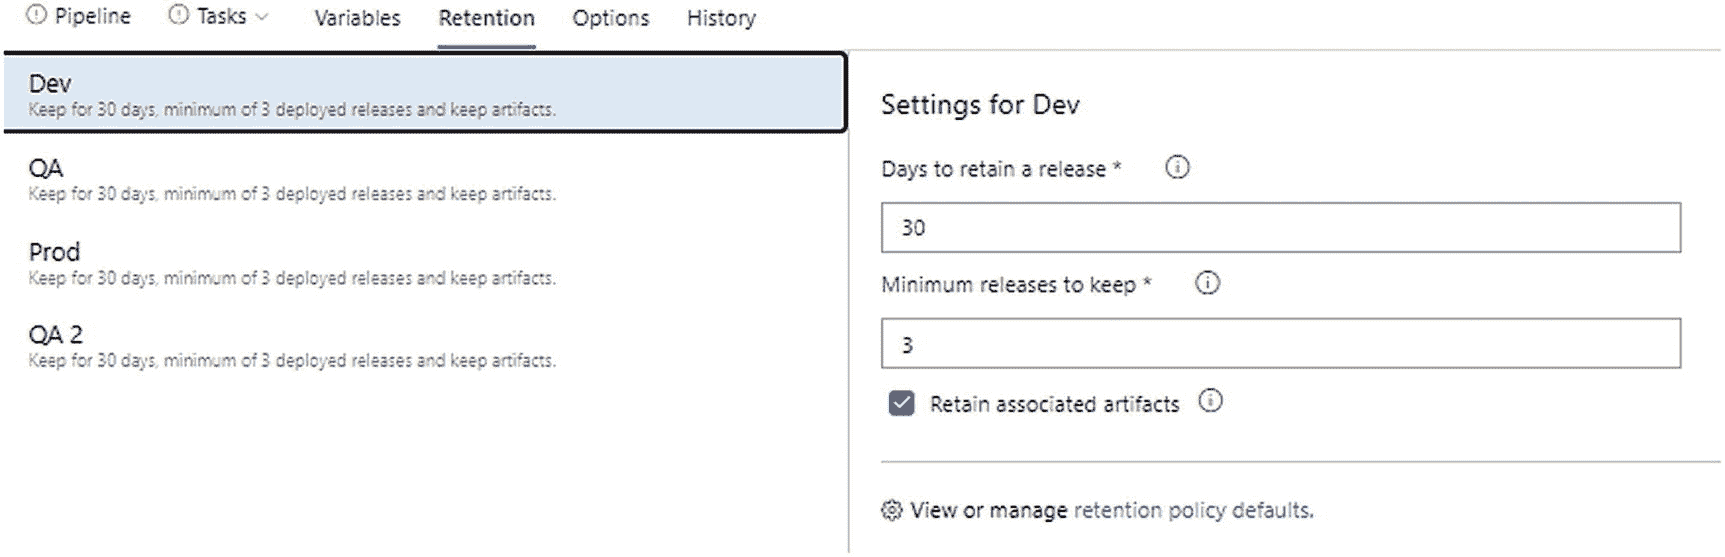 Pipeline Tasks Variables Retention Options History
Dev
Keep for 30 days, minimum of 3 deployed releases and keep artifacts.
QA
Keep for 30 days, minimum of 3 deployed releases and keep artifacts.
Prod
Keep for 30 days, minimum of 3 deployed releases and keep artifacts.
QA 2
Keep for 30 days, minimum of 3 deployed releases and keep artifacts.
Settings for Dev
Days to retain a release *
30
Minimum releases to keep *
3
Retain associated artifacts
View or manage retention policy defaults.